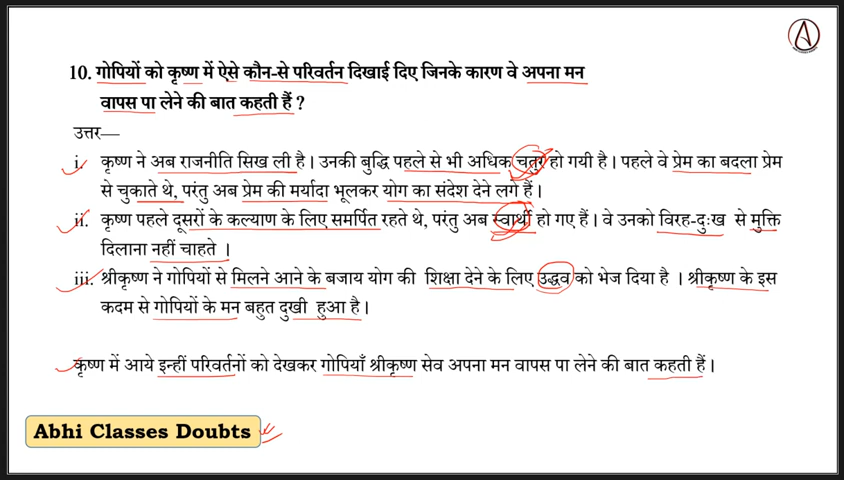 10. गोपियों को कृष्ण में ऐसे कौन-से परिवर्तन दिखाई दिए जिनके कारण वे अपना मन
वापस पा लेने की बात कहती हैं ?
उत्तर—
i. कृष्ण ने अब राजनीति सिख ली है। उनकी बुद्धि पहले से भी अधिक चतुर हो गयी है। पहले वे प्रेम का बदला प्रेम
से चुकाते थे, परंतु अब प्रेम की मर्यादा भूलकर योग का संदेश देने लगे हैं।
ii. कृष्ण पहले दूसरों के कल्याण के लिए समर्पित रहते थे, परंतु अब स्वार्थी हो गए हैं। वे उनको विरह-दुःख से मुक्ति
दिलाना नहीं चाहते ।
iii. श्रीकृष्ण ने गोपियों से मिलने आने के बजाय योग की शिक्षा देने के लिए उद्धव को भेज दिया है । श्रीकृष्ण के इस
कदम से गोपियों के मन बहुत दुखी हुआ है।
कृष्ण में आये इन्हीं परिवर्तनों को देखकर गोपियाँ श्रीकृष्ण सेव अपना मन वापस पा लेने की बात कहती हैं।
Abhi Classes Doubts